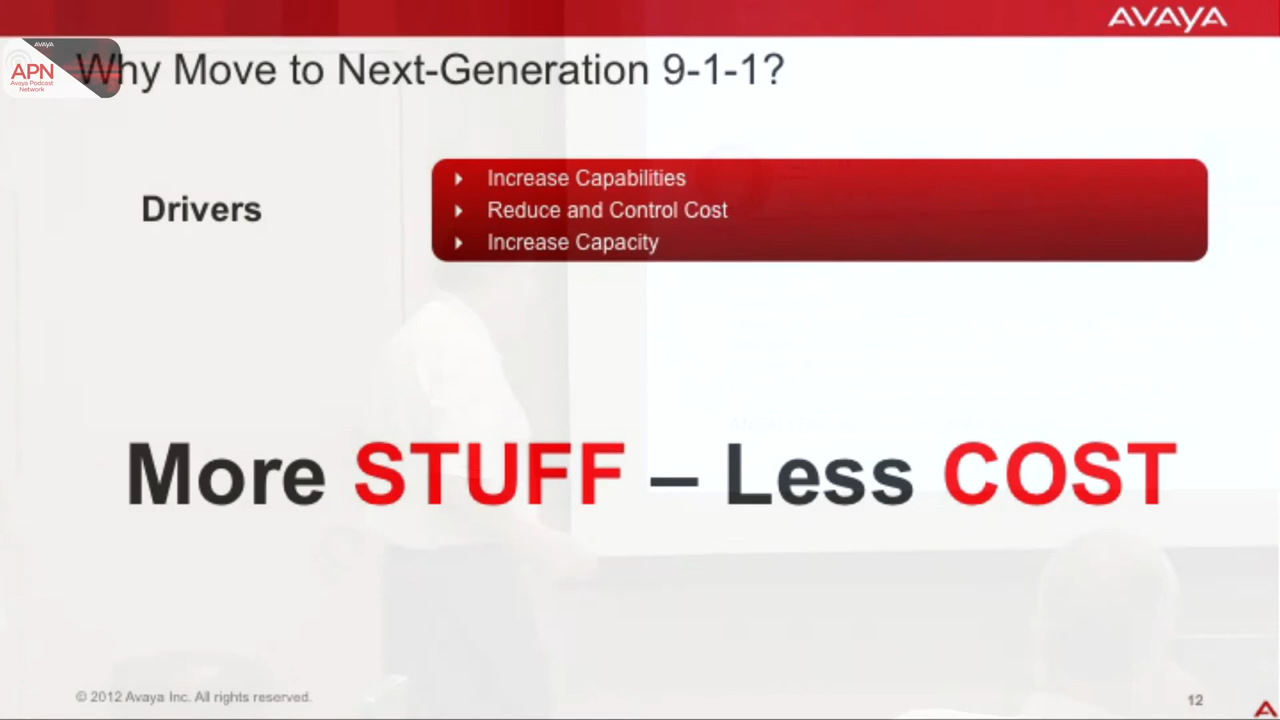 AVAYA
AVAYA
APN
Avaya Podcast
Network
Why Move to Next-Generation 9-1-1?
Drivers
Increase Capabilities
Reduce and Control Cost
Increase Capacity
More STUFF – Less COST
© 2012 Avaya Inc. All rights reserved.
12